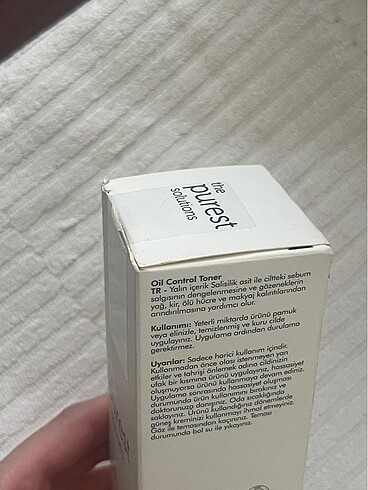 the
purest
solutions
Oil Control Toner
TR - Yalın içerik Salisilik asit ile ciltteki sebum
salgısının dengelenmesine ve gözeneklerin
yağ, kir, ölü hücre ve makyaj kalıntılarından
arındırılmasına yardımcı olur.
Kullanımı: Yeterli miktarda ürünü pamuk
veya elinizle, temizlenmiş ve kuru cilde
uygulayınız. Uygulama ardından durulama
gerektirmez.
Uyarılar: Sadece harici kullanım içindir.
Kullanmadan önce olası istenmeyen yan
etkiler ve tahrişi önlemek adına cildinizin
ufak bir kısmına ürünü uygulayınız, hassasiyet
oluşmuyorsa ürünü kullanmaya devam ediniz.
Uygulama sonrasında hassasiyet oluşması
durumunda ürün kullanımını bırakınız ve
doktorunuza danışınız. Oda sıcaklığında
saklayınız. Ürünü kullandığınız dönemlerde
güneş kreminizi kullanmayı ihmal etmeyiniz.
Göz ile temasından kaçınınız. Teması
durumunda bol su ile yıkayınız.